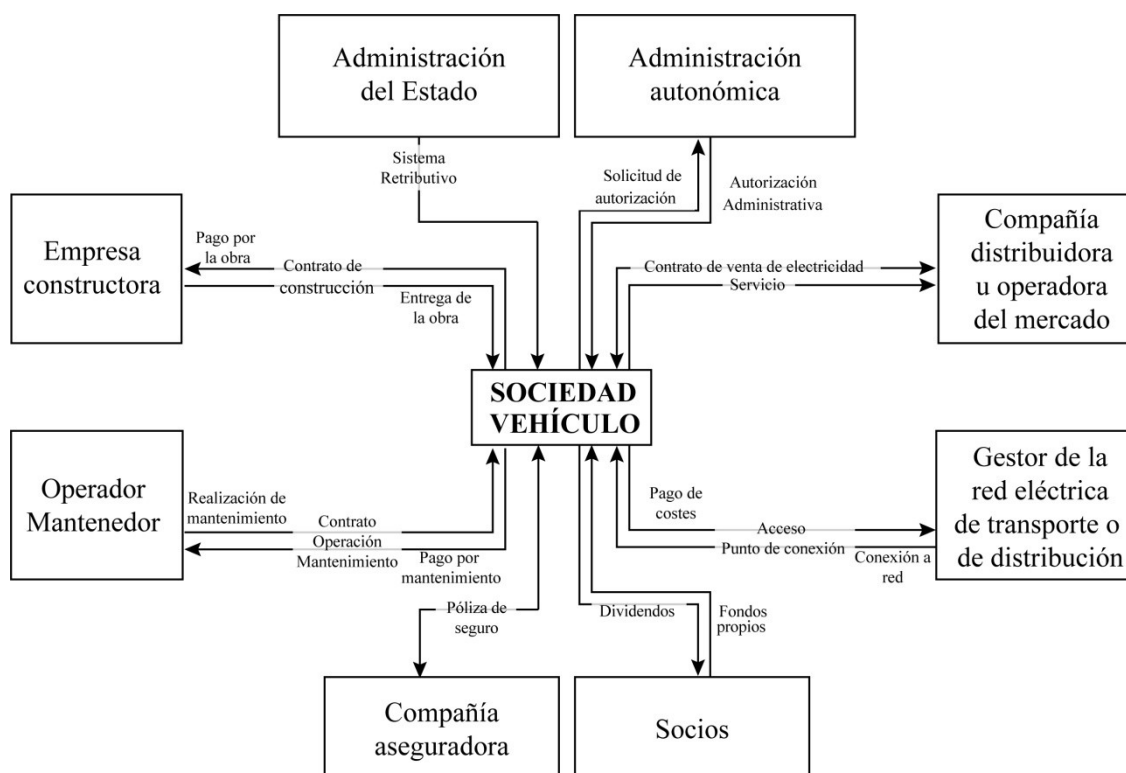 Administración
del Estado
Administración
autonómica
Sistema
Retributivo
Solicitud de
autorización
Autorización
Administrativa
Empresa
constructora
Pago por
la obra
Contrato de
construcción
Entrega de
la obra
Contrato de venta de electricidad
Servicio
Compañía
distribuidora
u operadora
del mercado
SOCIEDAD
VEHÍCULO
Operador
Mantenedor
Realización de
mantenimiento
Contrato
Operación
Mantenimiento
Pago por
mantenimiento
Pago de
costes
Acceso
Punto de conexión
Conexión a
red
Gestor de la
red eléctrica
de transporte o
de distribución
Póliza de
seguro
Dividendos
Fondos
propios
Compañía
aseguradora
Socios